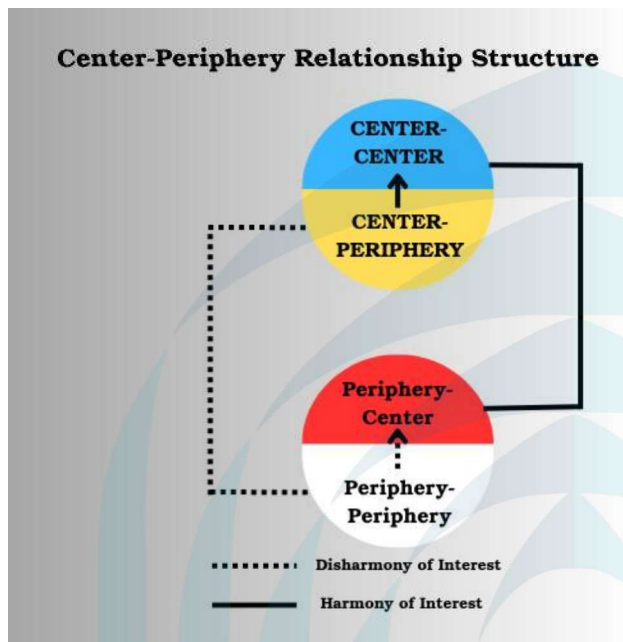 Center-Periphery Relationship Structure
CENTER-
CENTER
CENTER-
PERIPHERY
Periphery-
Center
Periphery-
Periphery
Disharmony of Interest
Harmony of Interest